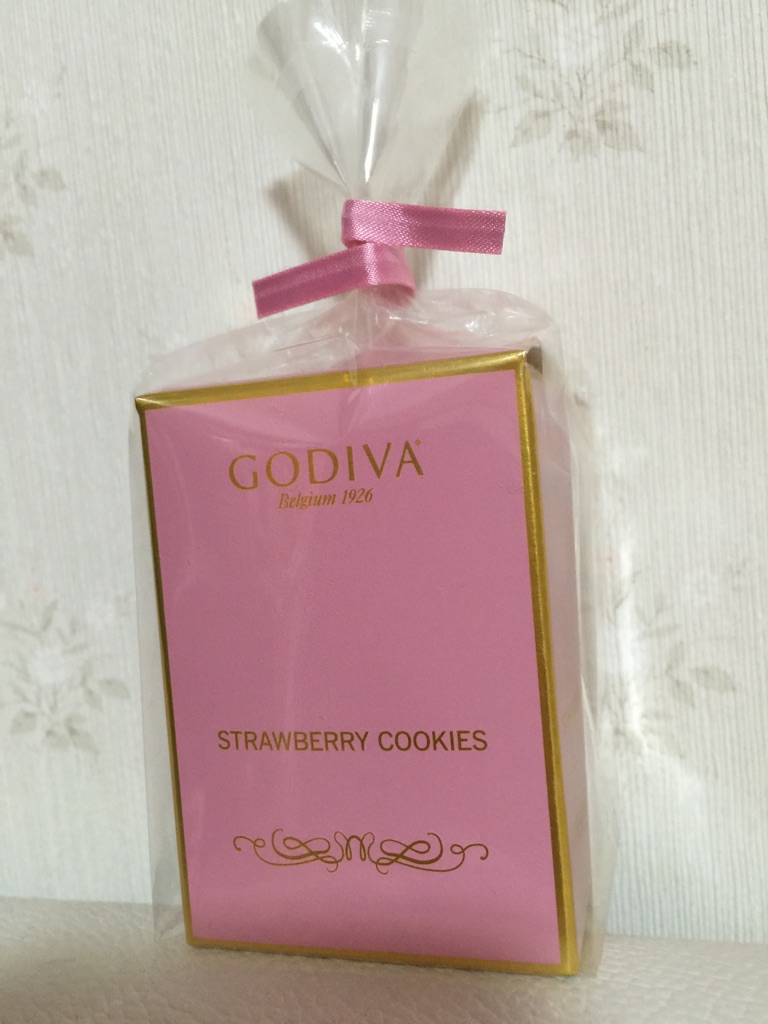 GODIVA
Belgium 1926
STRAWBERRY COOKIES